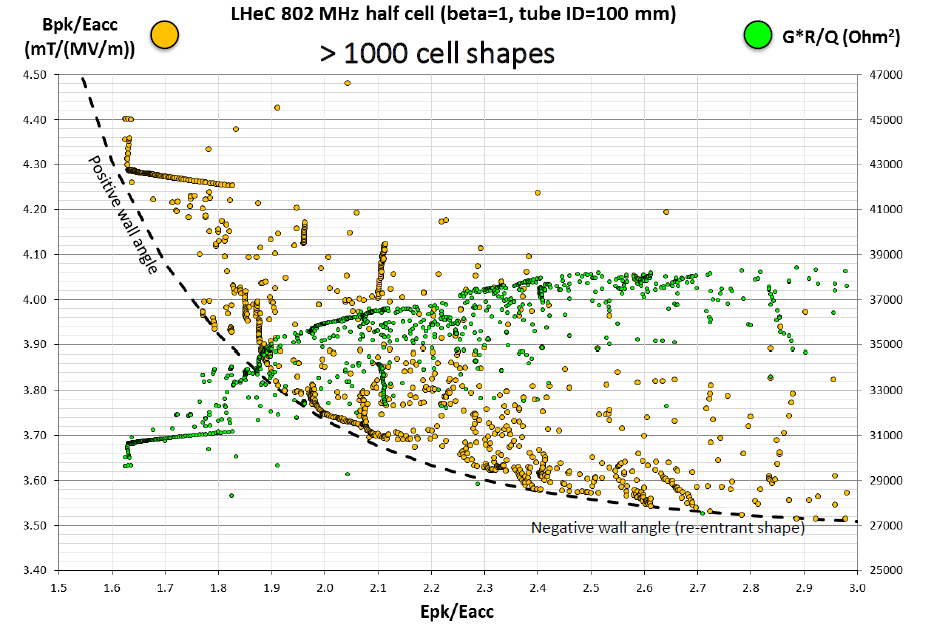 LHeC 802 MHz half cell (beta=1, tube ID=100 mm)
Bpk/Eacc
(mT/(MV/m))
G*R/Q (Ohm²)
> 1000 cell shapes
4.50
4.40
4.30
4.20
4.10
4.00
3.90
3.80
3.70
3.60
3.50
3.40
47000
45000
43000
41000
39000
37000
35000
33000
31000
29000
27000
25000
Positive wall angle
Negative wall angle (re-entrant shape)
1.5 1.6 1.7 1.8 1.9 2.0 2.1 2.2 2.3 2.4 2.5 2.6 2.7 2.8 2.9 3.0
Epk/Eacc